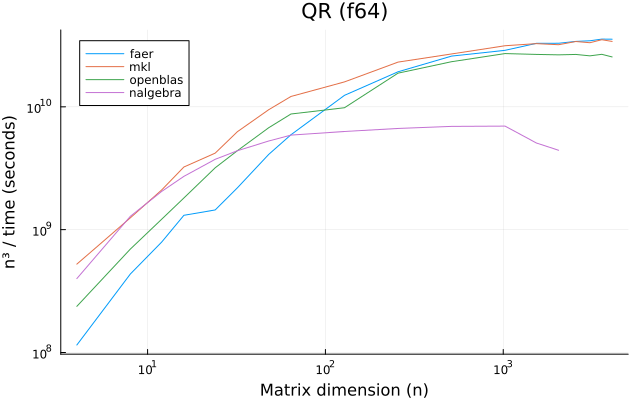 QR (f64)
faer
mkl
openblas
nalgebra
n³ / time (seconds)
10¹⁰
10⁹
10⁸
10¹
10²
10³
Matrix dimension (n)